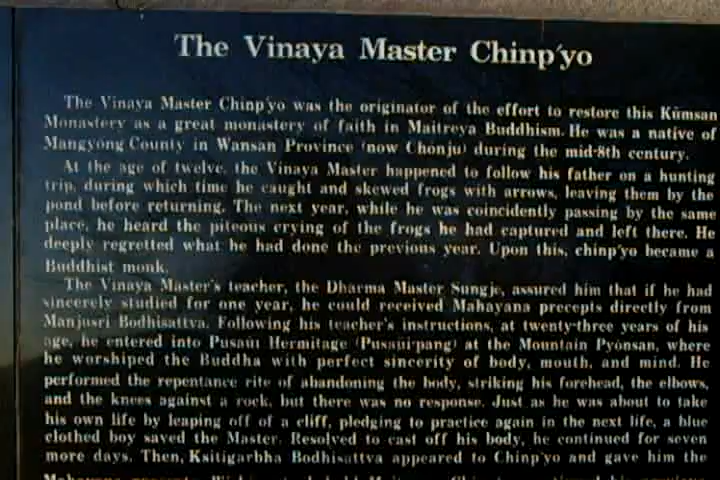 The Vinaya Master Chinp'yo
The Vinaya Master Chinp'yo was the originator of the effort to restore this Kŭmsan
Monastery as a great monastery of faith in Maitreya Buddhism. He was a native of
Mangyŏng County in Wansan Province (now Chŏnju) during the mid-8th century.
At the age of twelve, the Vinaya Master happened to follow his father on a hunting
trip, during which time he caught and skewed frogs with arrows, leaving them by the
pond before returning. The next year, while he was coincidently passing by the same
place, he heard the piteous crying of the frogs he had captured and left there. He
deeply regretted what he had done the previous year. Upon this, chinp'yo became a
Buddhist monk.
The Vinaya Master's teacher, the Dharma Master Sungje, assured him that if he had
sincerely studied for one year, he could received Mahayana precepts directly from
Manjusri Bodhisattva. Following his teacher's instructions, at twenty-three years of his
age, he entered into Pusaŭi Hermitage (Pusaŭi-pang) at the Mountain Pyŏnsan, where
he worshiped the Buddha with perfect sincerity of body, mouth, and mind. He
performed the repentance rite of abandoning the body, striking his forehead, the elbows,
and the knees against a rock, but there was no response. Just as he was about to take
his own life by leaping off of a cliff, pledging to practice again in the next life, a blue
clothed boy saved the Master. Resolved to cast off his body, he continued for seven
more days. Then, Ksitigarbha Bodhisattva appeared to Chinp'yo and gave him the